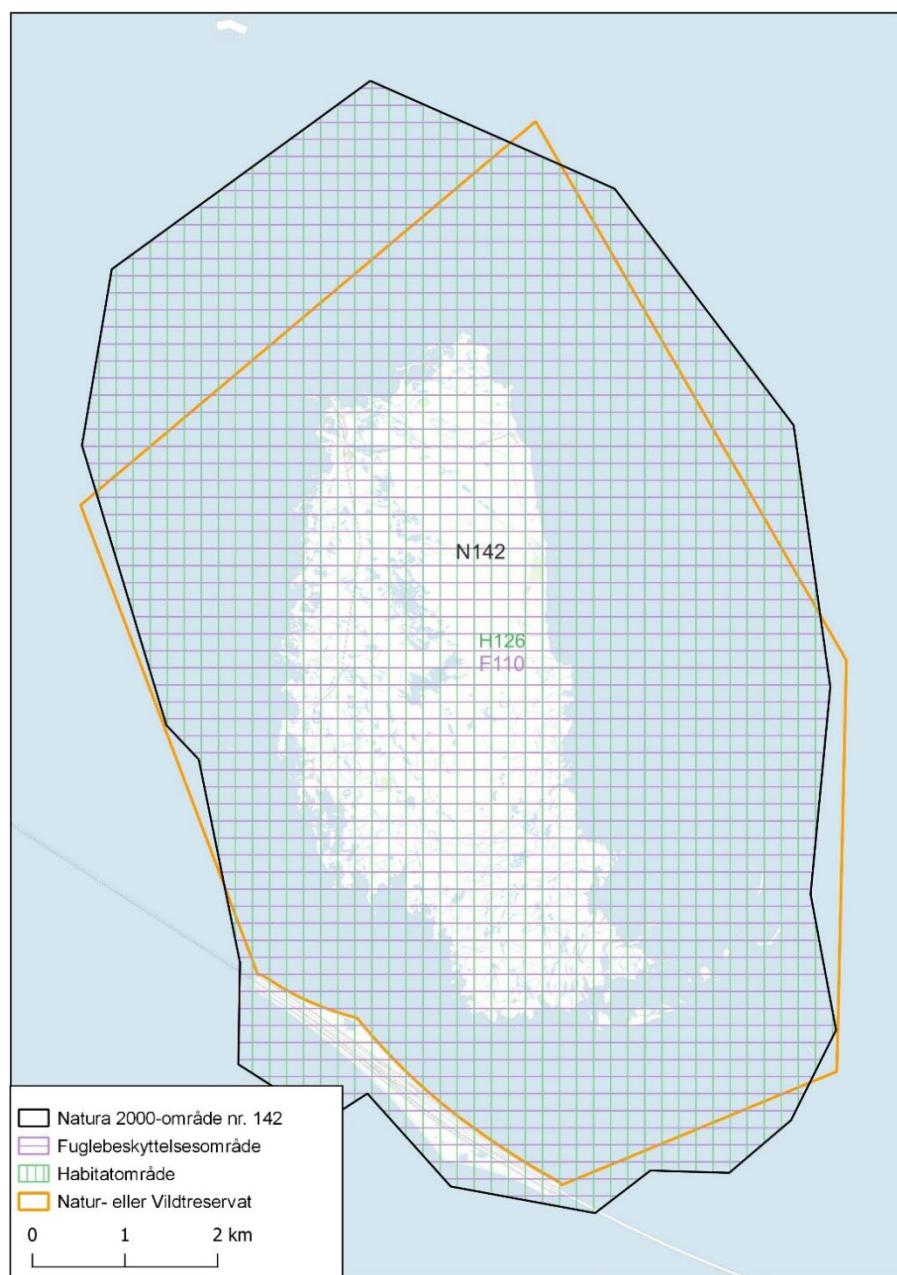 N142
H126
F110
Natura 2000-område nr. 142
Fuglebeskyttelsesområde
Habitatområde
Natur- eller Vildtreservat
0 1 2 km